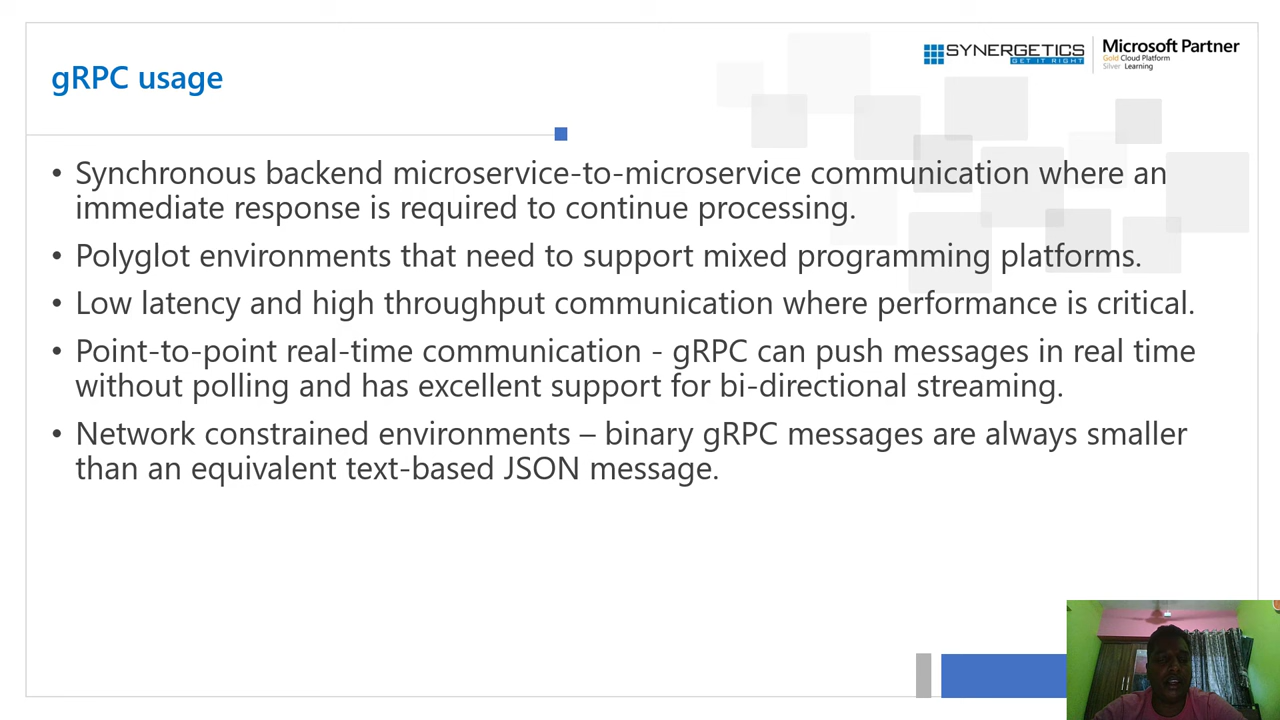 SYNERGETICS
GET IT RIGHT
Microsoft Partner
Gold Cloud Platform
Silver Learning
gRPC usage
• Synchronous backend microservice-to-microservice communication where an
immediate response is required to continue processing.
• Polyglot environments that need to support mixed programming platforms.
• Low latency and high throughput communication where performance is critical.
• Point-to-point real-time communication - gRPC can push messages in real time
without polling and has excellent support for bi-directional streaming.
• Network constrained environments – binary gRPC messages are always smaller
than an equivalent text-based JSON message.